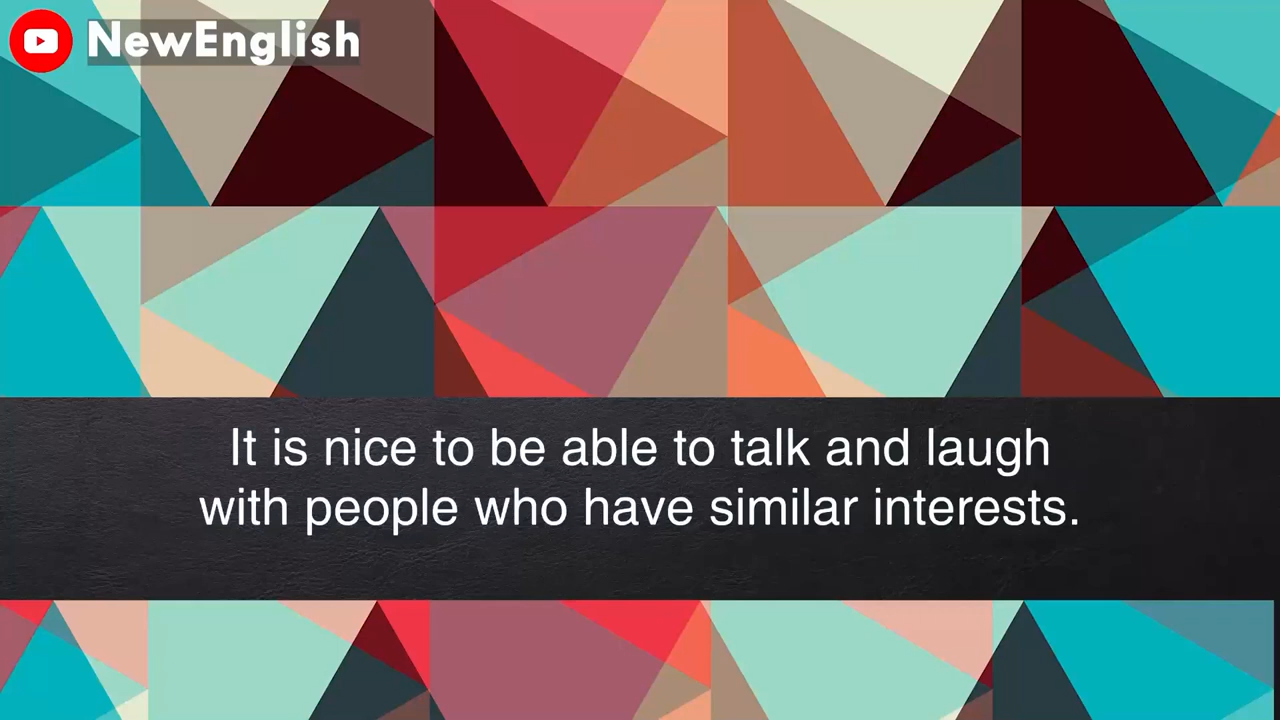 NewEnglish
It is nice to be able to talk and laugh
with people who have similar interests.